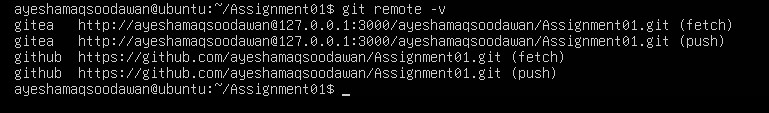 ayeshamaqsoodawan@ubuntu:~/Assignment01$ git remote -v
gitea   http://ayeshamaqsoodawan@127.0.0.1:3000/ayeshamaqsoodawan/Assignment01.git (fetch)
gitea   http://ayeshamaqsoodawan@127.0.0.1:3000/ayeshamaqsoodawan/Assignment01.git (push)
github  https://github.com/ayeshamaqsoodawan/Assignment01.git (fetch)
github  https://github.com/ayeshamaqsoodawan/Assignment01.git (push)
ayeshamaqsoodawan@ubuntu:~/Assignment01$ _